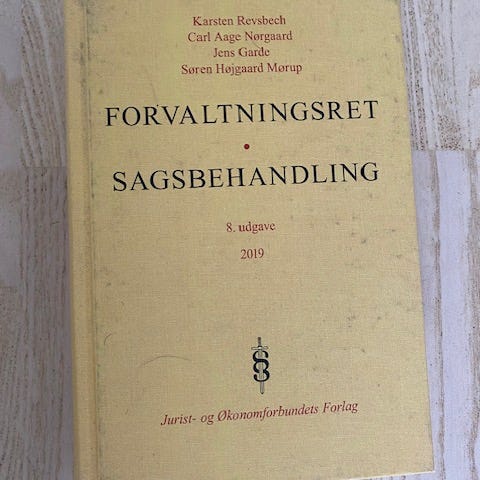 Karsten Revsbech
Carl Aage Nørgaard
Jens Garde
Søren Højgaard Mørup
FORVALTNINGSRET
•
SAGSBEHANDLING
8. udgave
2019
Jurist- og Økonomforbundets Forlag